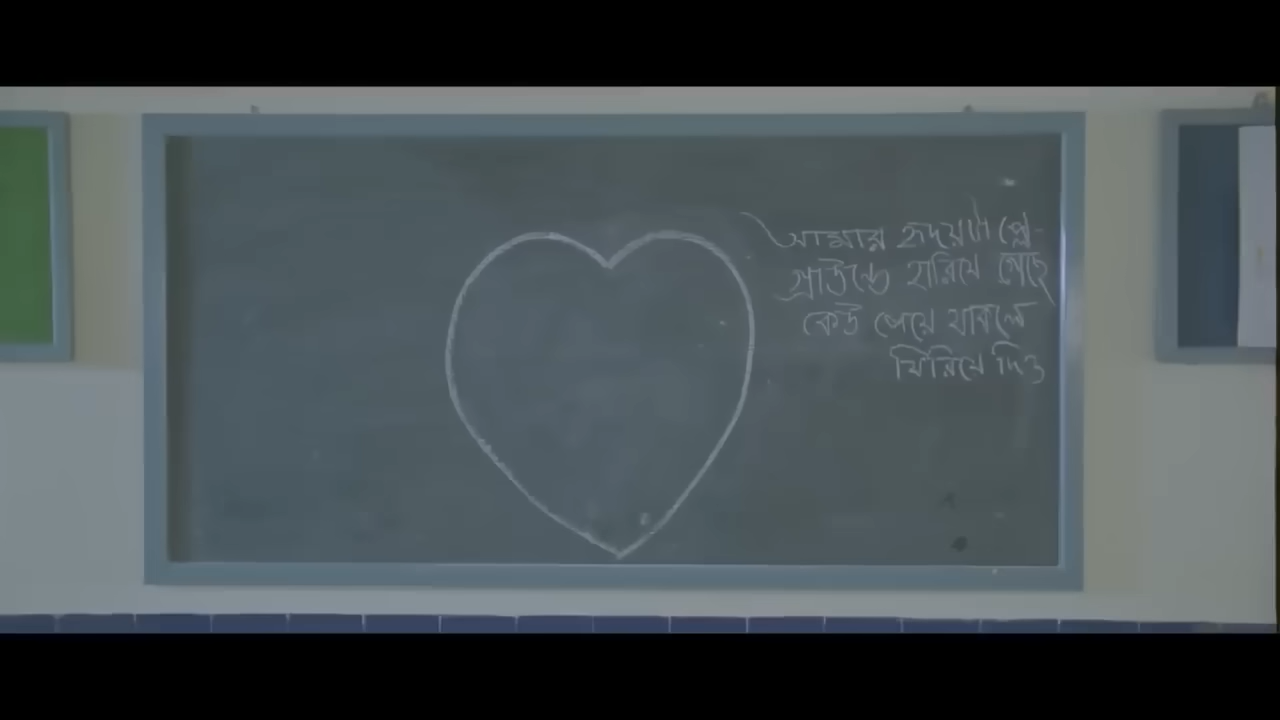 আমার হৃদয়টা প্লে-
গ্রাউন্ডে হারিয়ে গেছে
কেউ পেয়ে থাকলে
ফিরিয়ে দিও